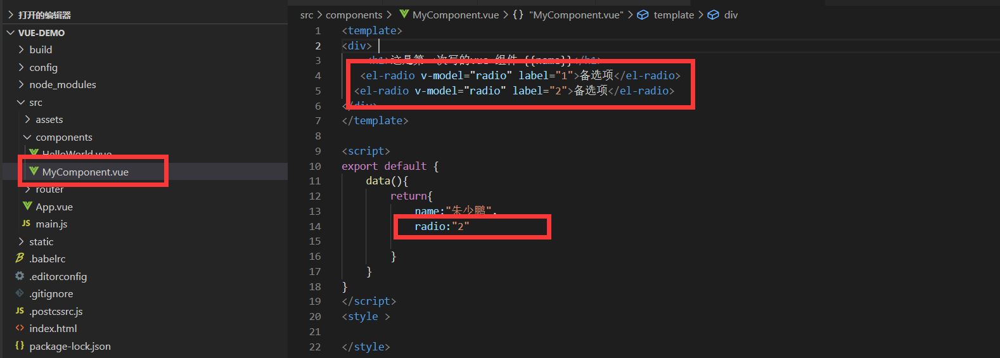 打开的编辑器
VUE-DEMO
build
config
node_modules
src
assets
components
HelloWorld.vue
MyComponent.vue
router
App.vue
main.js
static
.babelrc
.editorconfig
.gitignore
.postcssrc.js
index.html
package-lock.json
src > components > MyComponent.vue > {} "MyComponent.vue" > template > div
1 <template>
2 <div>
3 <h1>这是第一次写的vue 组件 {{name}}</h1>
4 <el-radio v-model="radio" label="1">备选项</el-radio>
5 <el-radio v-model="radio" label="2">备选项</el-radio>
6 </div>
7 </template>
8
9 <script>
10 export default {
11 data(){
12 return{
13 name:"朱少鹏",
14 radio:"2"
15
16 }
17 }
18 }
19 </script>
20 <style >
21
22 </style>